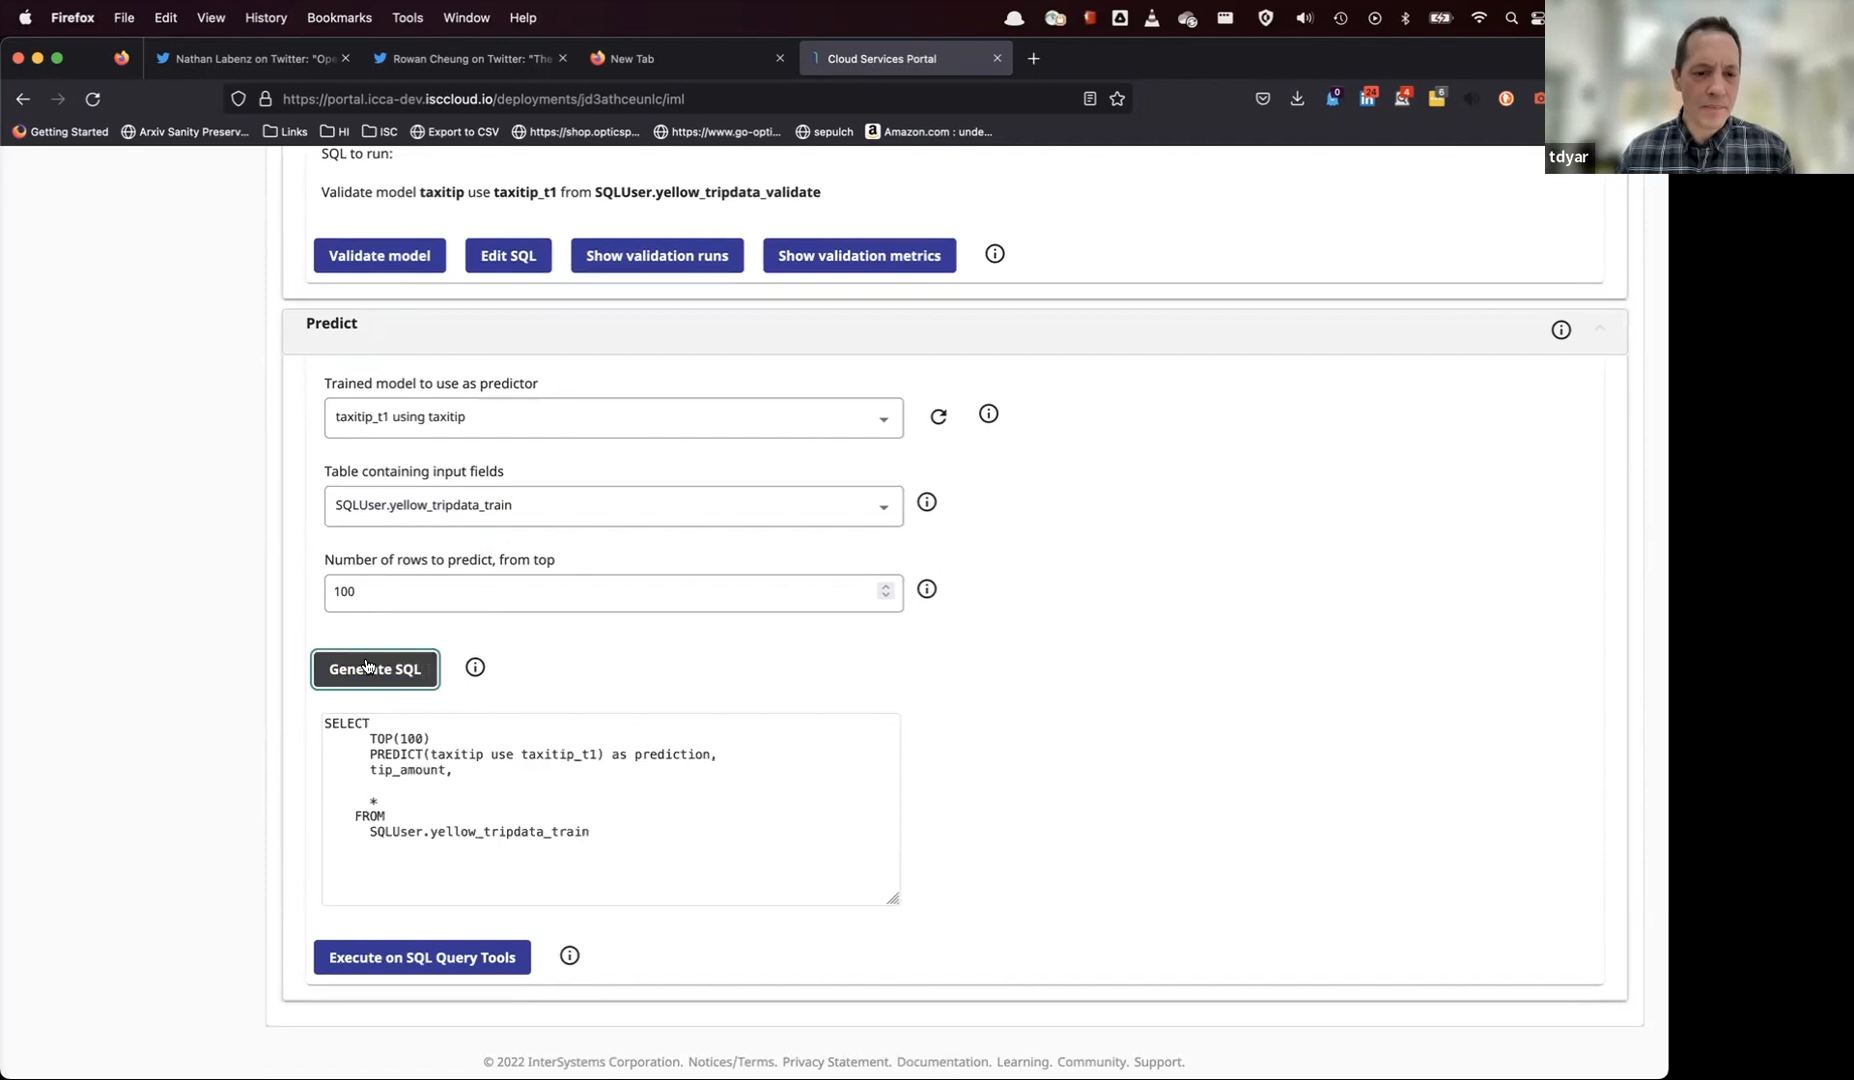 Firefox File Edit View History Bookmarks Tools Window Help
Nathan Labenz on Twitter: "Ope
Rowan Cheung on Twitter: "The
New Tab
Cloud Services Portal
https://portal.icca-dev.isccloud.io/deployments/jd3athceunlc/iml
0 24 4 6
Getting Started Arxiv Sanity Preserv... Links HI ISC Export to CSV https://shop.opticsp... https://www.go-opti... sepulch Amazon.com : unde...
tdyar
SQL to run:
Validate model taxitip use taxitip_t1 from SQLUser.yellow_tripdata_validate
Validate model Edit SQL Show validation runs Show validation metrics
Predict
Trained model to use as predictor
taxitip_t1 using taxitip
Table containing input fields
SQLUser.yellow_tripdata_train
Number of rows to predict, from top
100
Generate SQL
SELECT
TOP(100)
PREDICT(taxitip use taxitip_t1) as prediction,
tip_amount,
*
FROM
SQLUser.yellow_tripdata_train
Execute on SQL Query Tools
© 2022 InterSystems Corporation. Notices/Terms. Privacy Statement. Documentation. Learning. Community. Support.